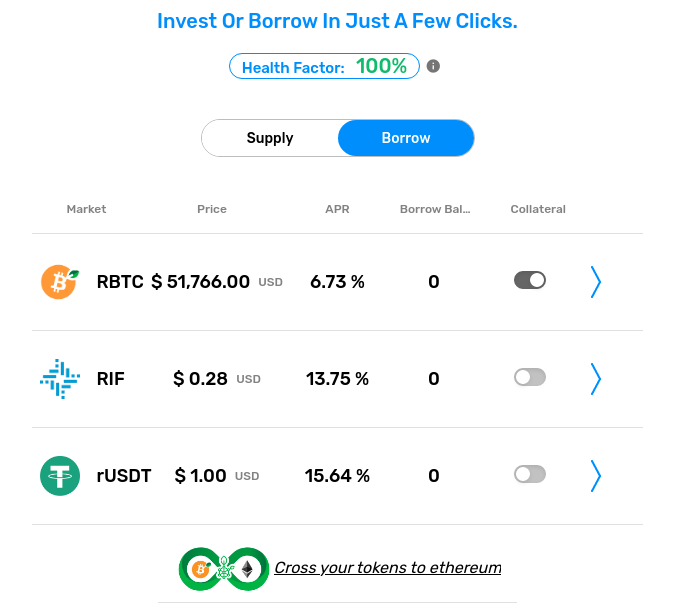 Invest Or Borrow In Just A Few Clicks.
Health Factor: 100%
Supply Borrow
Market Price APR Borrow Bal... Collateral
RBTC $ 51,766.00 USD 6.73 % 0
RIF $ 0.28 USD 13.75 % 0
rUSDT $ 1.00 USD 15.64 % 0
Cross your tokens to ethereum